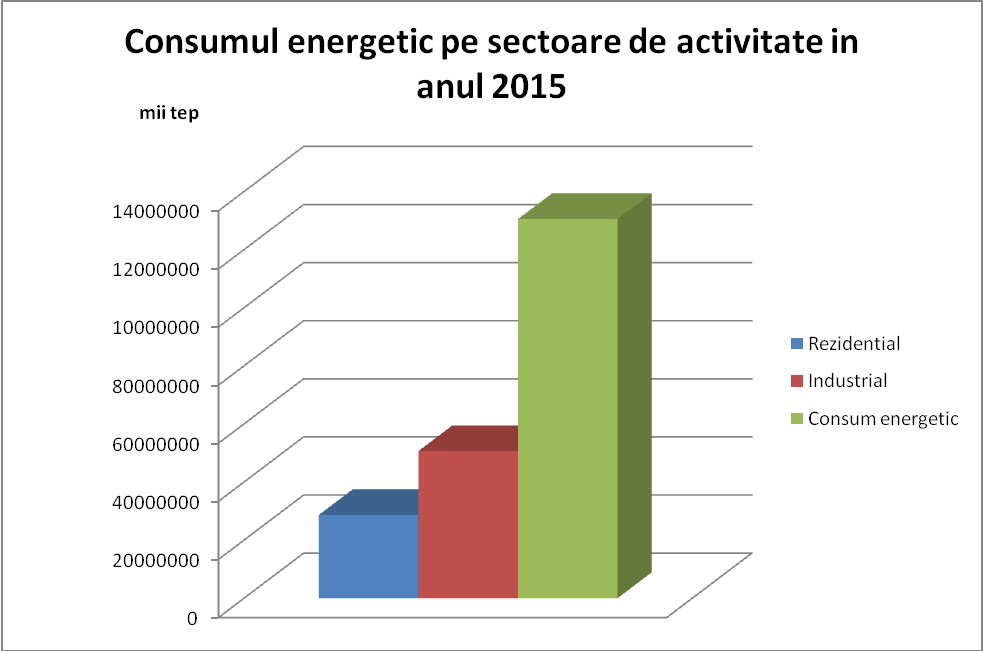 Consumul energetic pe sectoare de activitate in
anul 2015
mii tep
14000000
12000000
10000000
80000000
60000000
40000000
20000000
0
Rezidential
Industrial
Consum energetic